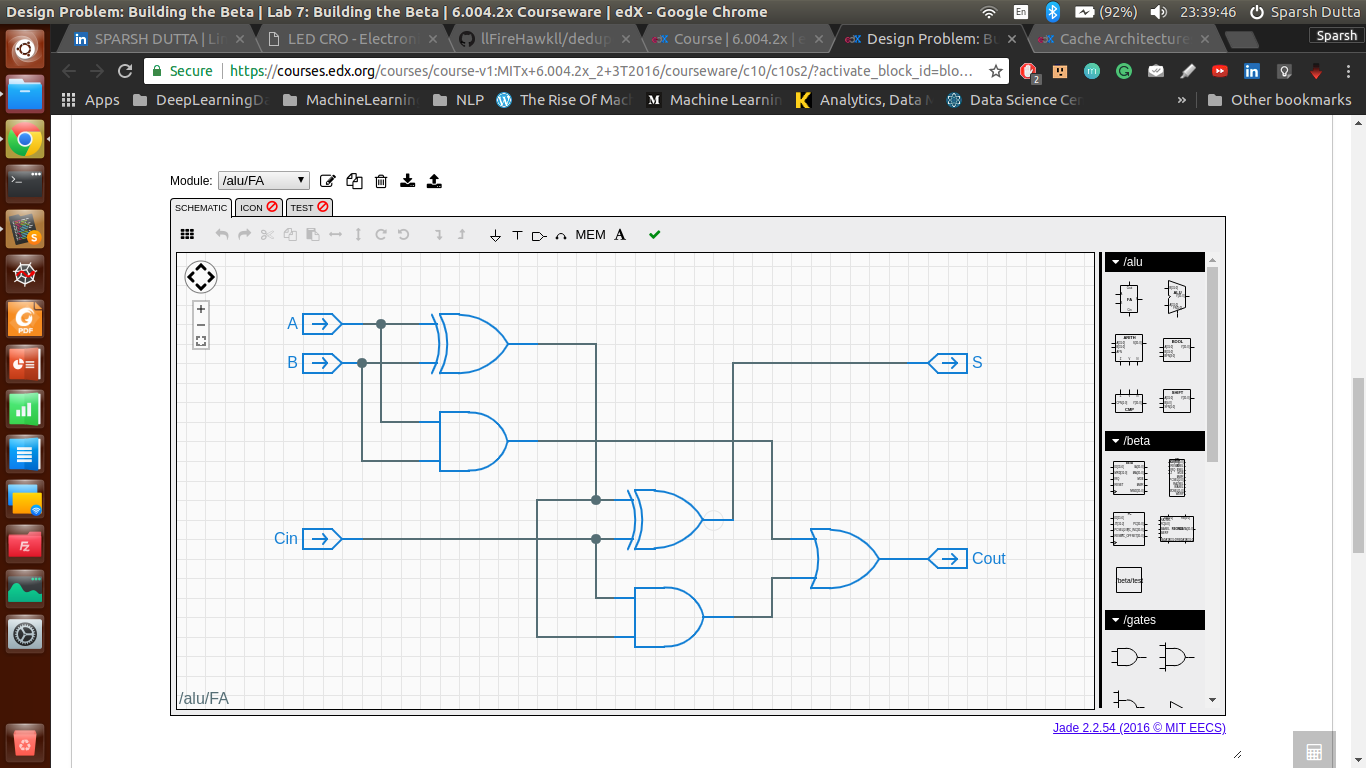 Design Problem: Building the Beta | Lab 7: Building the Beta | 6.004.2x Courseware | edX - Google Chrome
En (92%) 23:39:46 Sparsh Dutta
SPARSH DUTTA | Lin LED CRO - Electron llFireHawkll/dedup Course | 6.004.2x | e Design Problem: Bu Cache Architecture Sparsh
Secure https://courses.edx.org/courses/course-v1:MITx+6.004.2x_2+3T2016/courseware/c10/c10s2/?activate_block_id=blo... 2
Apps DeepLearningDa MachineLearnin NLP The Rise Of Mac Machine Learnin Analytics, Data M Data Science Cen » Other bookmarks
Module: /alu/FA
SCHEMATIC ICON TEST
MEM A
/alu
A
B
S
/beta
Cin
Cout
/beta/test
/gates
/alu/FA
Jade 2.2.54 (2016 © MIT EECS)